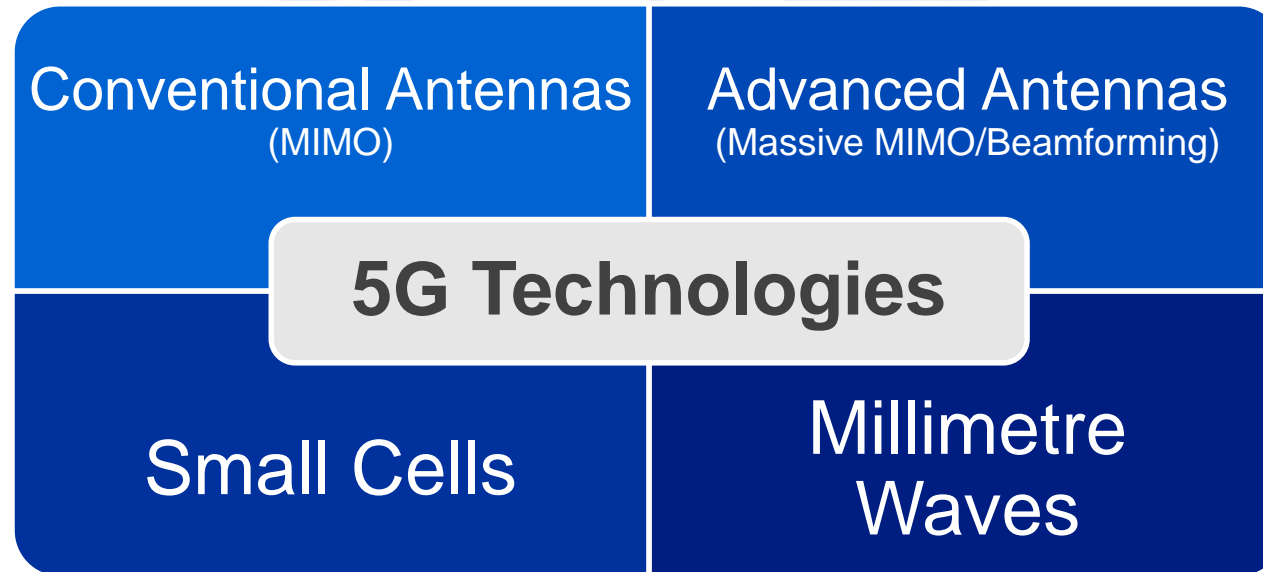 Conventional Antennas
(MIMO)
Advanced Antennas
(Massive MIMO/Beamforming)
5G Technologies
Small Cells
Millimetre
Waves